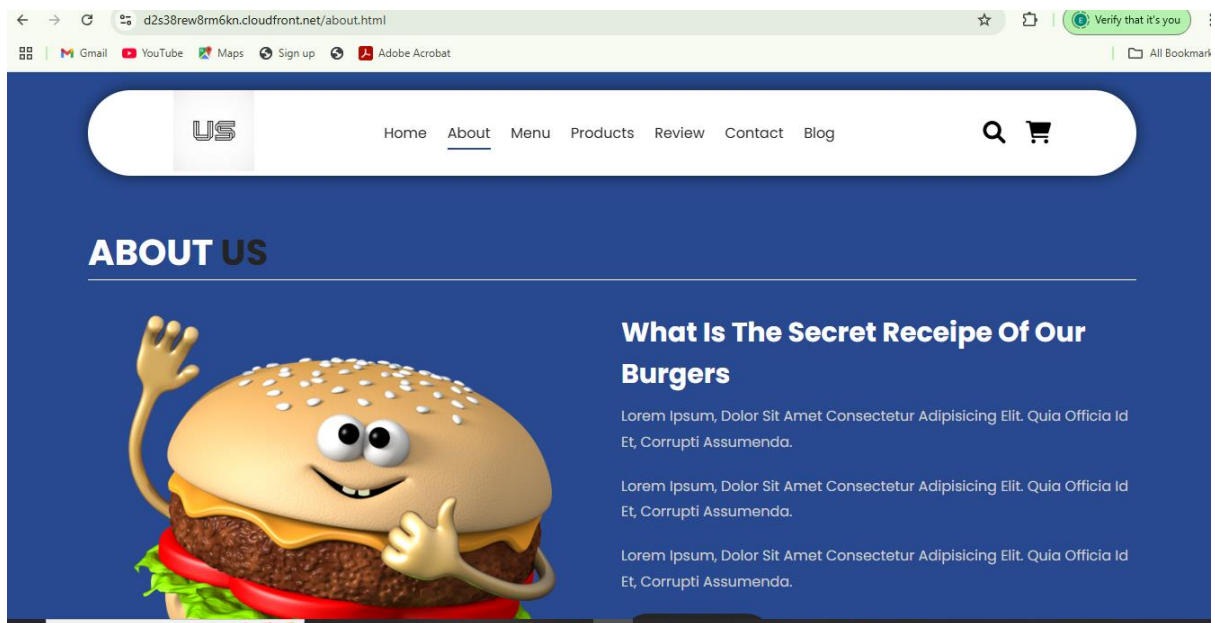 d2s38rew8rm6kn.cloudfront.net/about.html
E Verify that it's you
Gmail YouTube Maps Sign up Adobe Acrobat All Bookmark
US Home About Menu Products Review Contact Blog
ABOUT US
What Is The Secret Receipe Of Our
Burgers
Lorem Ipsum, Dolor Sit Amet Consectetur Adipisicing Elit. Quia Officia Id
Et, Corrupti Assumenda.
Lorem Ipsum, Dolor Sit Amet Consectetur Adipisicing Elit. Quia Officia Id
Et, Corrupti Assumenda.
Lorem Ipsum, Dolor Sit Amet Consectetur Adipisicing Elit. Quia Officia Id
Et, Corrupti Assumenda.